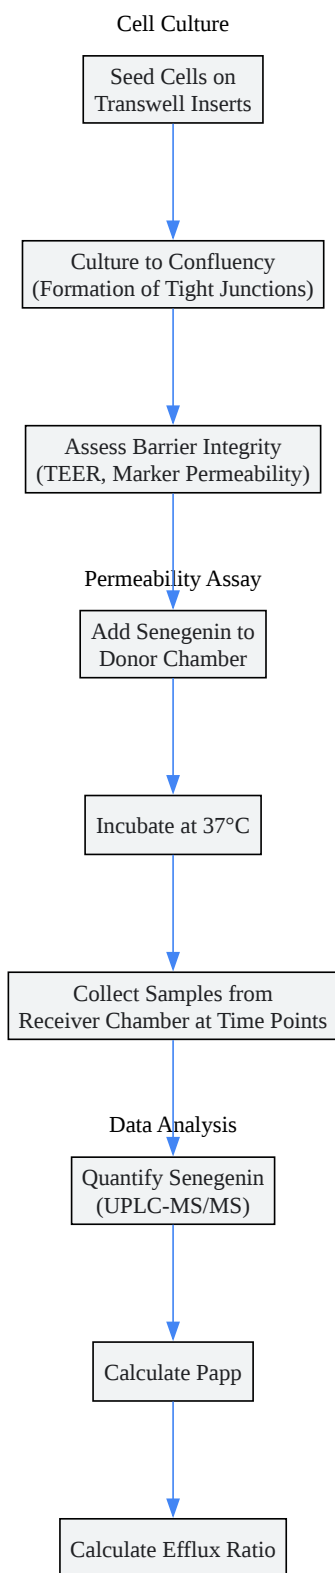 Cell Culture
Seed Cells on
Transwell Inserts
Culture to Confluency
(Formation of Tight Junctions)
Assess Barrier Integrity
(TEER, Marker Permeability)
Permeability Assay
Add Senegenin to
Donor Chamber
Incubate at 37°C
Collect Samples from
Receiver Chamber at Time Points
Data Analysis
Quantify Senegenin
(UPLC-MS/MS)
Calculate Papp
Calculate Efflux Ratio